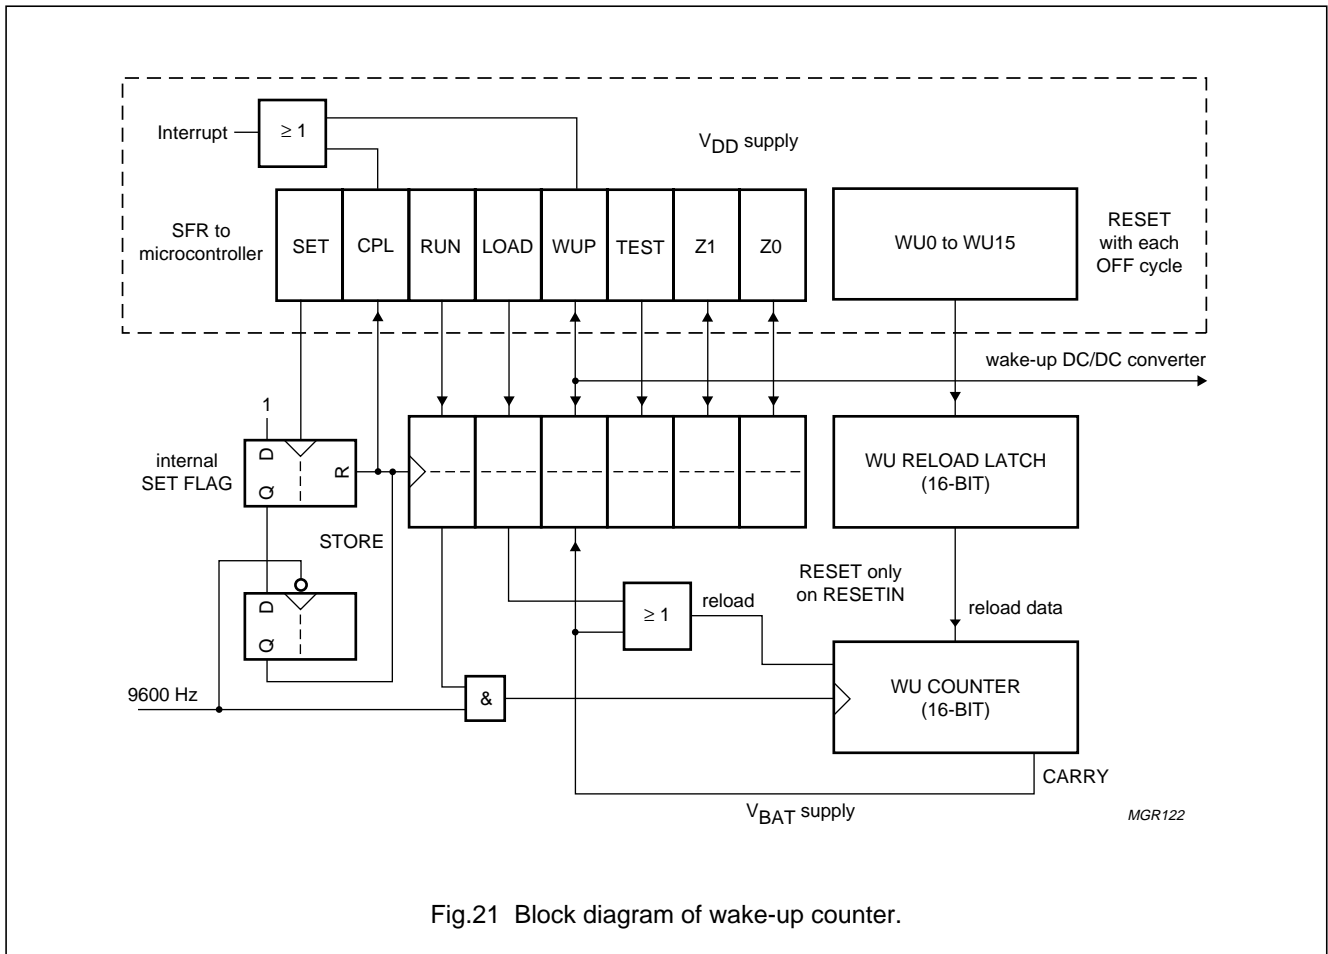 Interrupt
≥ 1
VDD supply
SFR to
microcontroller
SET
CPL
RUN
LOAD
WUP
TEST
Z1
Z0
WU0 to WU15
RESET
with each
OFF cycle
wake-up DC/DC converter
1
internal
SET FLAG
D
Q
R
WU RELOAD LATCH
(16-BIT)
STORE
D
Q
≥ 1
reload
RESET only
on RESETIN
reload data
9600 Hz
&
WU COUNTER
(16-BIT)
CARRY
VBAT supply
MGR122
Fig.21 Block diagram of wake-up counter.